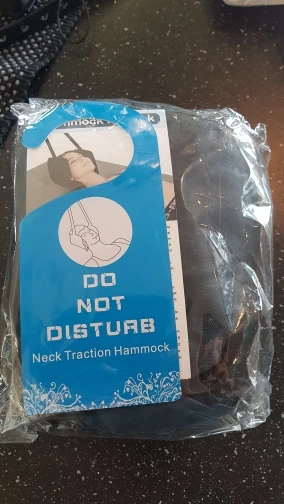 DO
NOT
DISTURB
Neck Traction Hammock